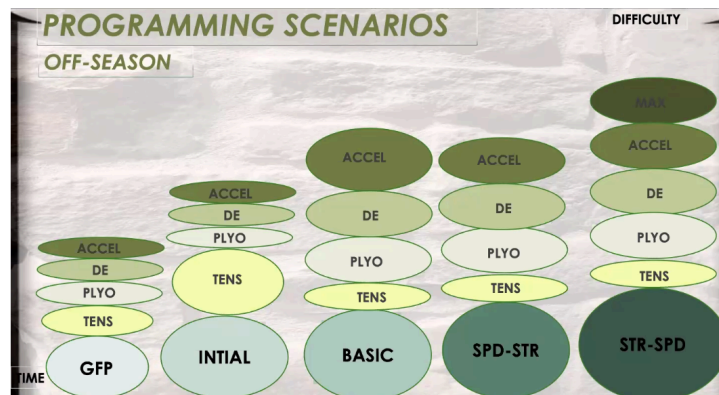 PROGRAMMING SCENARIOS
DIFFICULTY
OFF-SEASON
ACCEL
DE
PLYO
TENS
GFP
ACCEL
DE
PLYO
TENS
INTIAL
ACCEL
DE
PLYO
TENS
BASIC
ACCEL
DE
PLYO
TENS
SPD-STR
MAX
ACCEL
DE
PLYO
TENS
STR-SPD
TIME